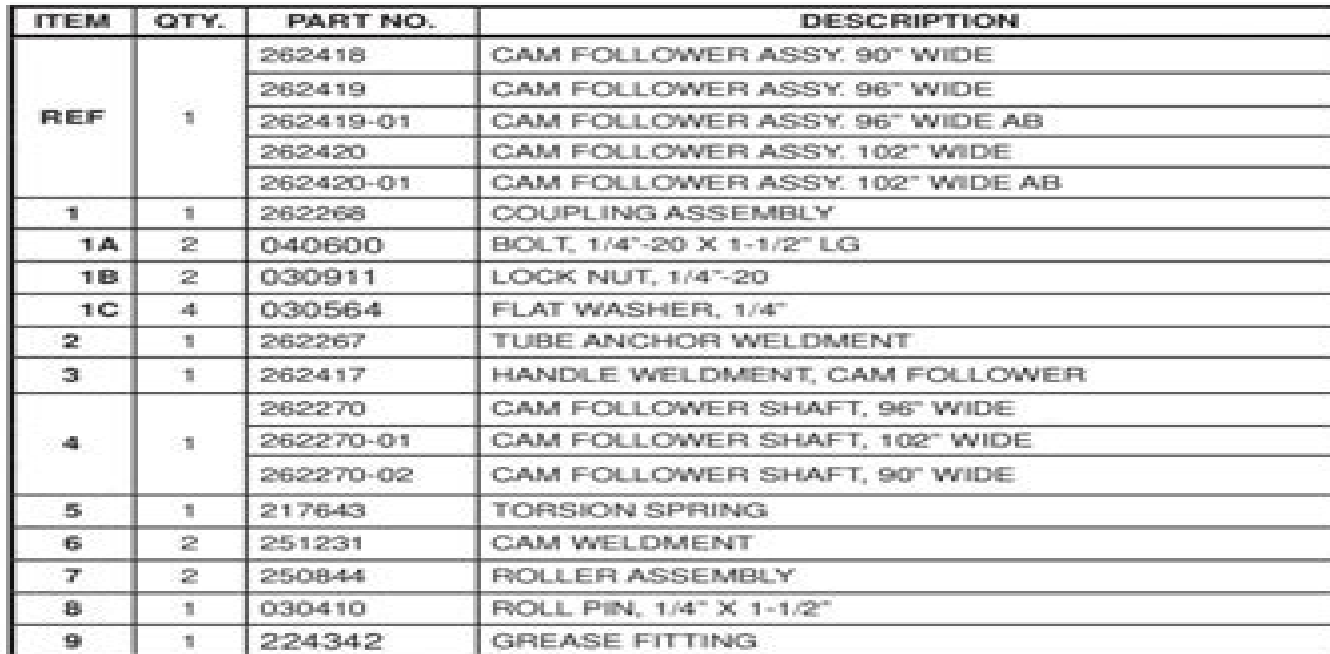 ITEM QTY. PART NO. DESCRIPTION
262418 CAM FOLLOWER ASSY. 90" WIDE
262419 CAM FOLLOWER ASSY. 96" WIDE
REF 1 262419-01 CAM FOLLOWER ASSY. 96" WIDE AB
262420 CAM FOLLOWER ASSY. 102" WIDE
262420-01 CAM FOLLOWER ASSY. 102" WIDE AB
1 1 262268 COUPLING ASSEMBLY
1A 2 040600 BOLT, 1/4"-20 X 1-1/2" LG
1B 2 030911 LOCK NUT, 1/4"-20
1C 4 030564 FLAT WASHER, 1/4"
2 1 262267 TUBE ANCHOR WELDMENT
3 1 262417 HANDLE WELDMENT, CAM FOLLOWER
262270 CAM FOLLOWER SHAFT, 96" WIDE
4 1 262270-01 CAM FOLLOWER SHAFT, 102" WIDE
262270-02 CAM FOLLOWER SHAFT, 90" WIDE
5 1 217643 TORSION SPRING
6 2 251231 CAM WELDMENT
7 2 250844 ROLLER ASSEMBLY
8 1 030410 ROLL PIN, 1/4" X 1-1/2"
9 1 224342 GREASE FITTING